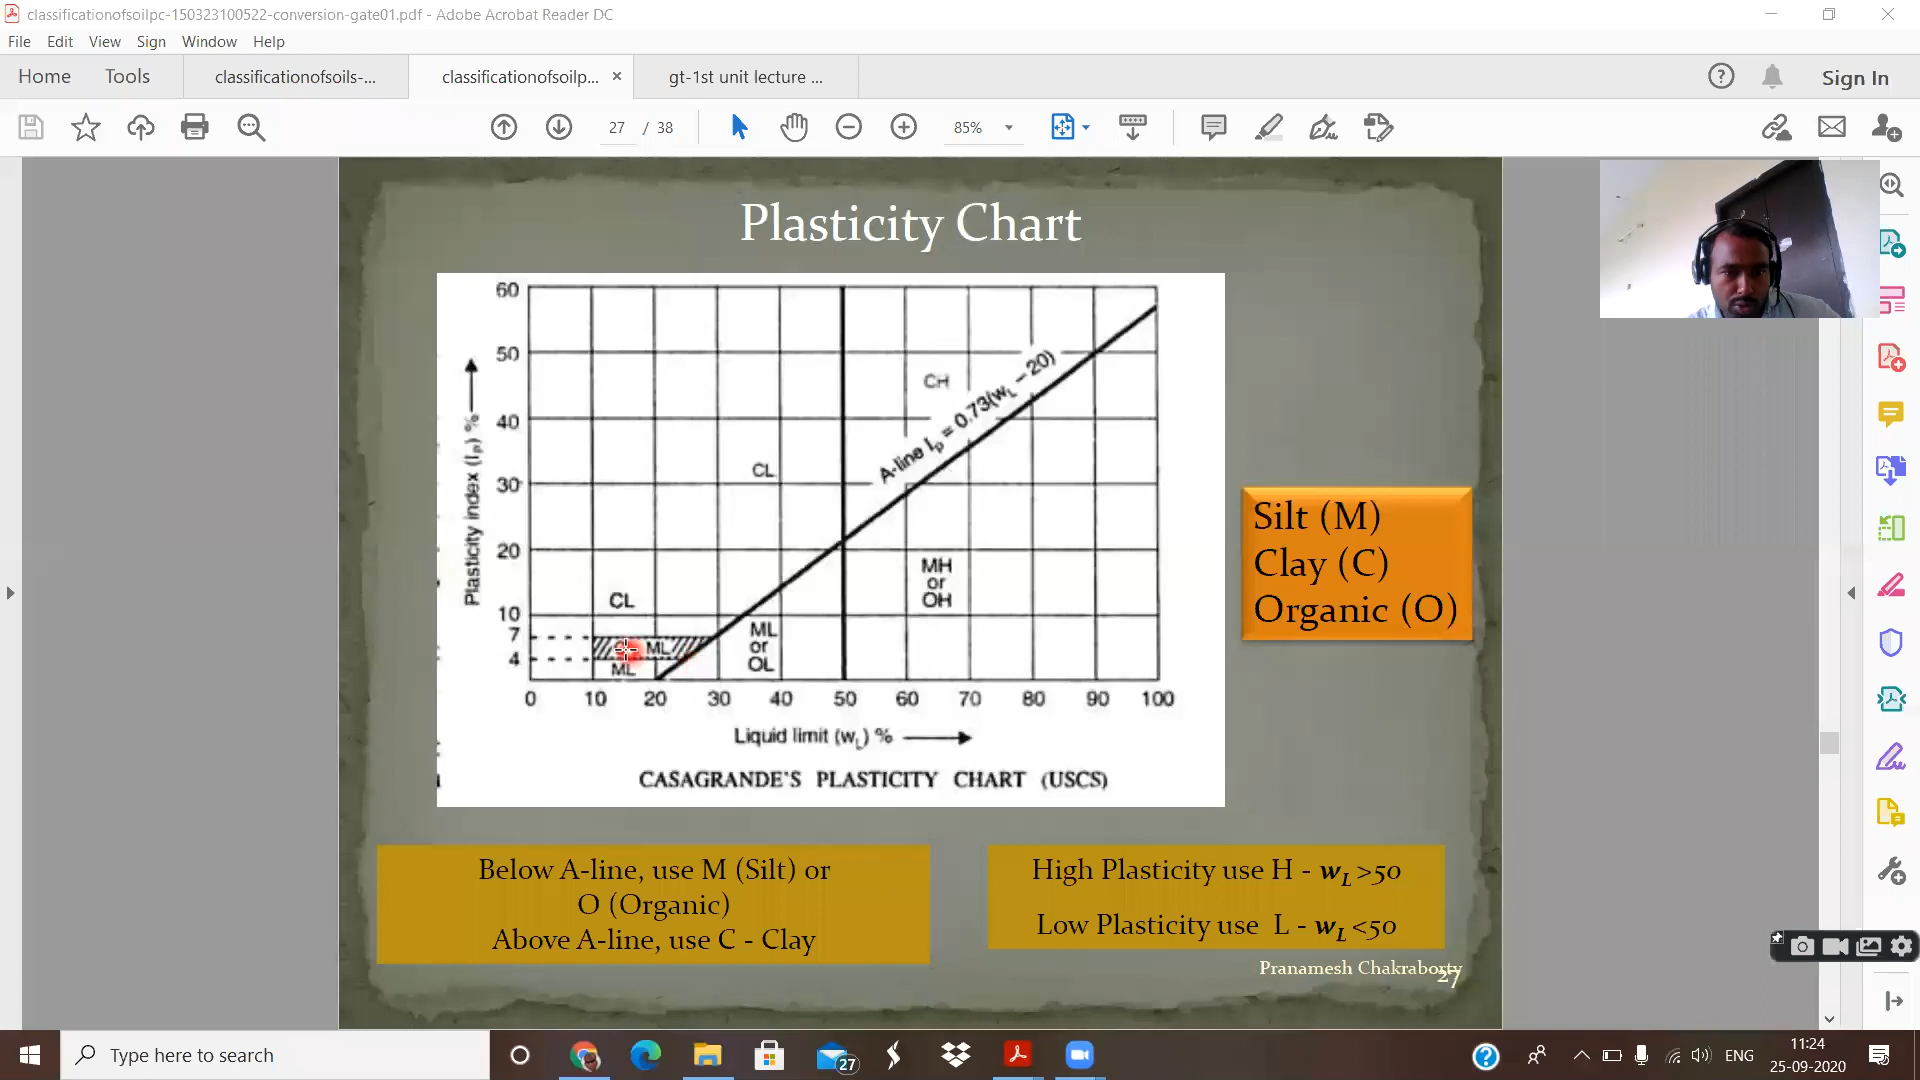 classificationofsoilpc-150323100522-conversion-gate01.pdf - Adobe Acrobat Reader DC
File Edit View Sign Window Help
Home Tools classificationofsoils-... classificationofsoilp... × gt-1st unit lecture ... Sign In
27 / 38 85%
Plasticity Chart
60
50
40
30
20
10
7
4
Plasticity index (Ip) %
CH
A-line Ip = 0.73(wL – 20)
CL
MH
or
OH
CL
ML
or
OL
ML
ML
0 10 20 30 40 50 60 70 80 90 100
Liquid limit (wL) %
CASAGRANDE'S PLASTICITY CHART (USCS)
Silt (M)
Clay (C)
Organic (O)
Below A-line, use M (Silt) or
O (Organic)
Above A-line, use C - Clay
High Plasticity use H - wL >50
Low Plasticity use L - wL <50
Pranamesh Chakraborty
27
Type here to search
27
ENG
11:24
25-09-2020